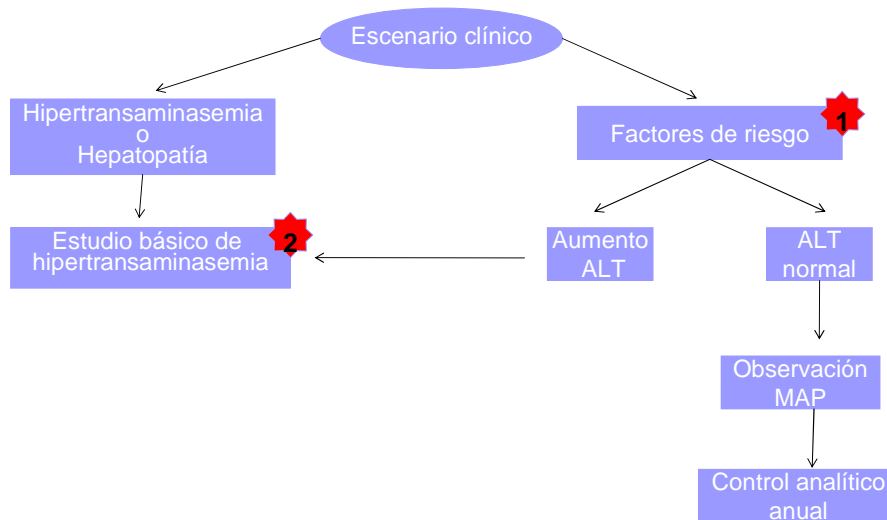 Escenario clínico
Hipertransaminasemia
o
Hepatopatía
Factores de riesgo
1
Estudio básico de
hipertransaminasemia
2
Aumento
ALT
ALT
normal
Observación
MAP
Control analítico
anual